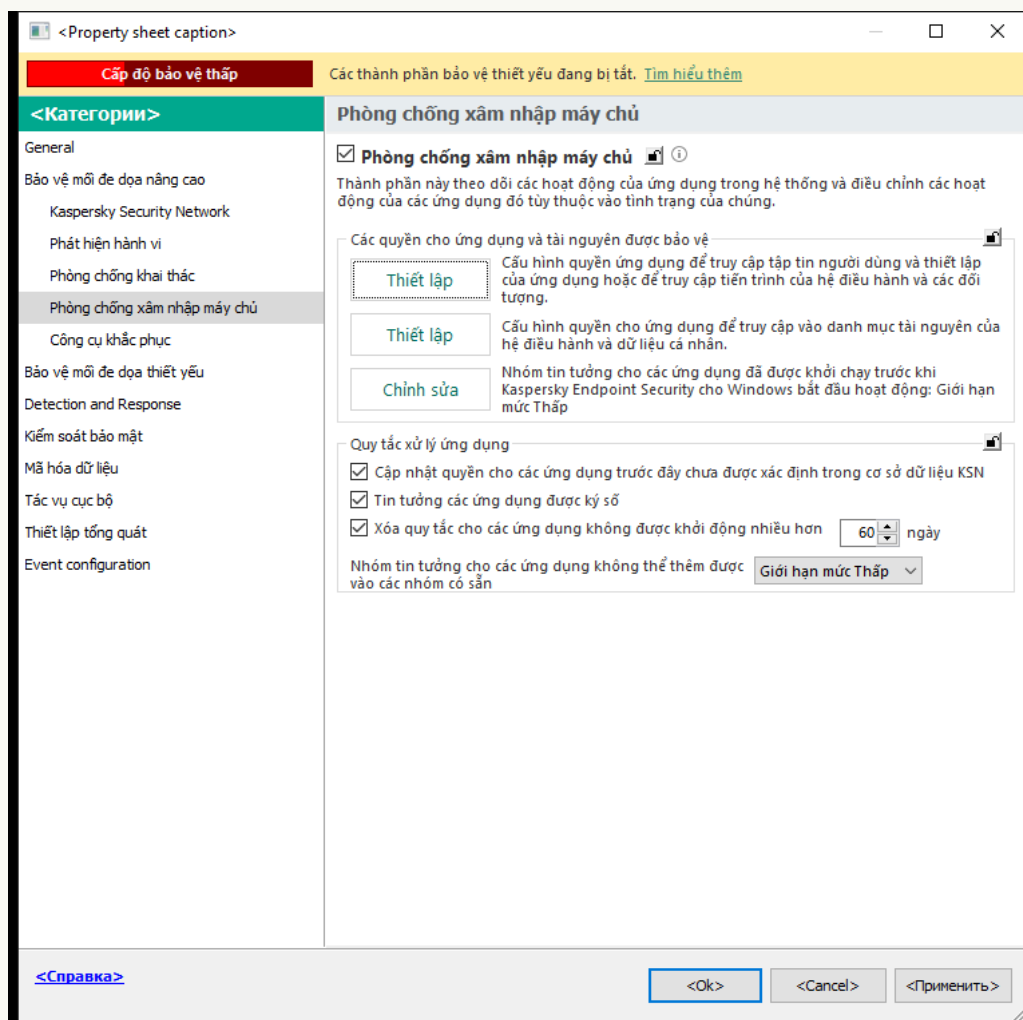 <Property sheet caption>
Cấp độ bảo vệ thấp
Các thành phần bảo vệ thiết yếu đang bị tắt. Tìm hiểu thêm
<Категории>
General
Bảo vệ mối đe dọa nâng cao
Kaspersky Security Network
Phát hiện hành vi
Phòng chống khai thác
Phòng chống xâm nhập máy chủ
Công cụ khắc phục
Bảo vệ mối đe dọa thiết yếu
Detection and Response
Kiểm soát bảo mật
Mã hóa dữ liệu
Tác vụ cục bộ
Thiết lập tổng quát
Event configuration
Phòng chống xâm nhập máy chủ
Phòng chống xâm nhập máy chủ
Thành phần này theo dõi các hoạt động của ứng dụng trong hệ thống và điều chỉnh các hoạt
động của các ứng dụng đó tùy thuộc vào tình trạng của chúng.
Các quyền cho ứng dụng và tài nguyên được bảo vệ
Thiết lập
Cấu hình quyền ứng dụng để truy cập tập tin người dùng và thiết lập
của ứng dụng hoặc để truy cập tiến trình của hệ điều hành và các đối
tượng.
Thiết lập
Cấu hình quyền cho ứng dụng để truy cập vào danh mục tài nguyên của
hệ điều hành và dữ liệu cá nhân.
Chỉnh sửa
Nhóm tin tưởng cho các ứng dụng đã được khởi chạy trước khi
Kaspersky Endpoint Security cho Windows bắt đầu hoạt động: Giới hạn
mức Thấp
Quy tắc xử lý ứng dụng
Cập nhật quyền cho các ứng dụng trước đây chưa được xác định trong cơ sở dữ liệu KSN
Tin tưởng các ứng dụng được ký số
Xóa quy tắc cho các ứng dụng không được khởi động nhiều hơn 60 ngày
Nhóm tin tưởng cho các ứng dụng không thể thêm được
vào các nhóm có sẵn
Giới hạn mức Thấp
<Справка>
<Ok>
<Cancel>
<Применить>